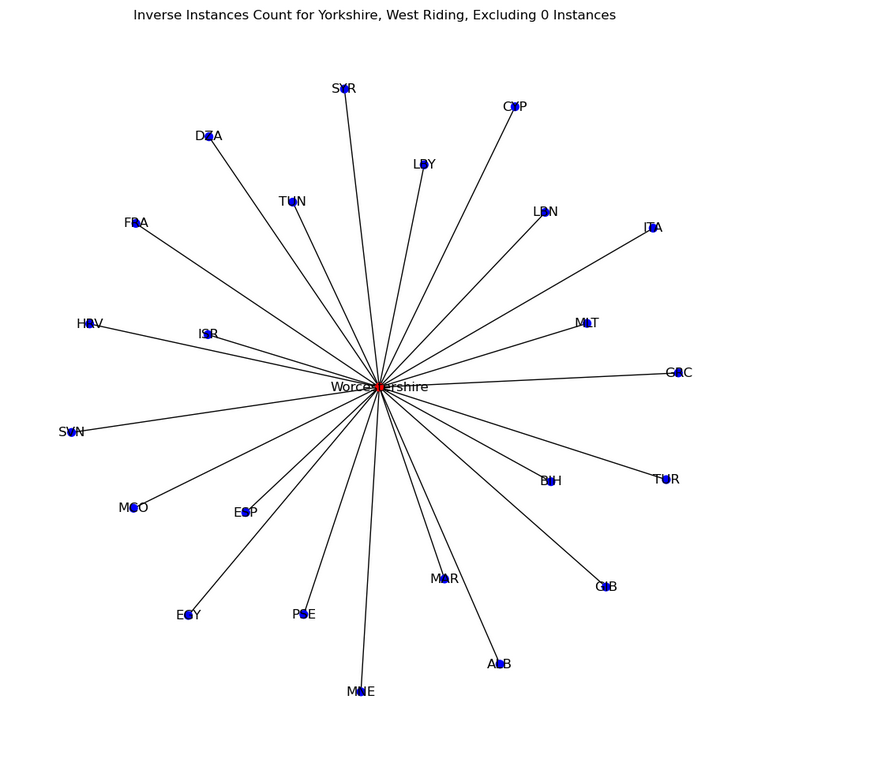 Inverse Instances Count for Yorkshire, West Riding, Excluding 0 Instances
SYR
CYP
DZA
LBY
TUN
LBN
FRA
ITA
HRV
MLT
ISR
GRC
Worcestershire
SVN
TUR
BIH
MCO
ESP
MAR
GIB
EGY
PSE
ALB
MNE